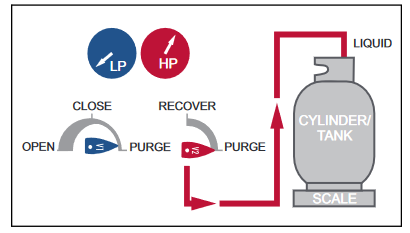 LIQUID
LP
HP
CLOSE
RECOVER
CYLINDER/
TANK
OPEN
PURGE
PURGE
SCALE